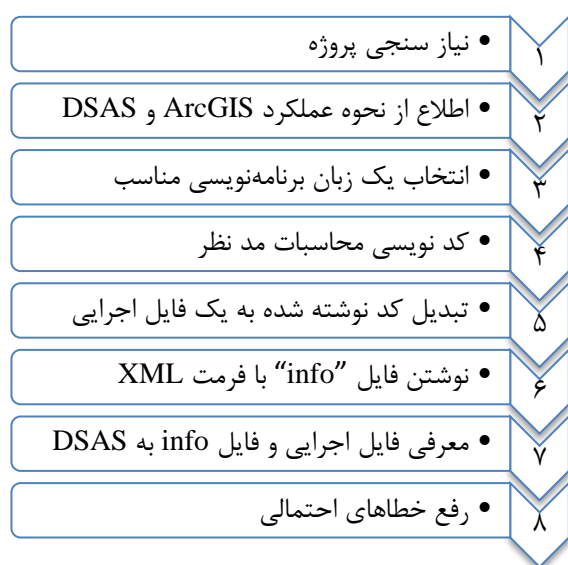 ۱ • نیاز سنجی پروژه
۲ • اطلاع از نحوه عملکرد ArcGIS و DSAS
۳ • انتخاب یک زبان برنامه‌نویسی مناسب
۴ • کد نویسی محاسبات مد نظر
۵ • تبدیل کد نوشته شده به یک فایل اجرایی
۶ • نوشتن فایل “info” با فرمت XML
۷ • معرفی فایل اجرایی و فایل info به DSAS
۸ • رفع خطاهای احتمالی